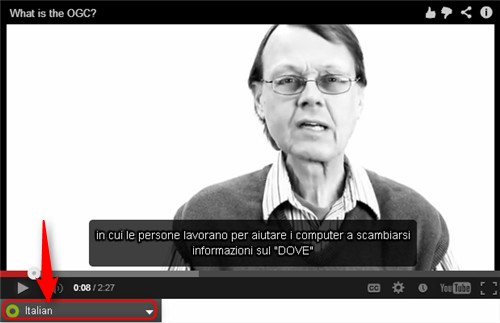 What is the OGC?
in cui le persone lavorano per aiutare i computer a scambiarsi
informazioni sul "DOVE"
0:08 / 2:27
CC
YouTube
Italian